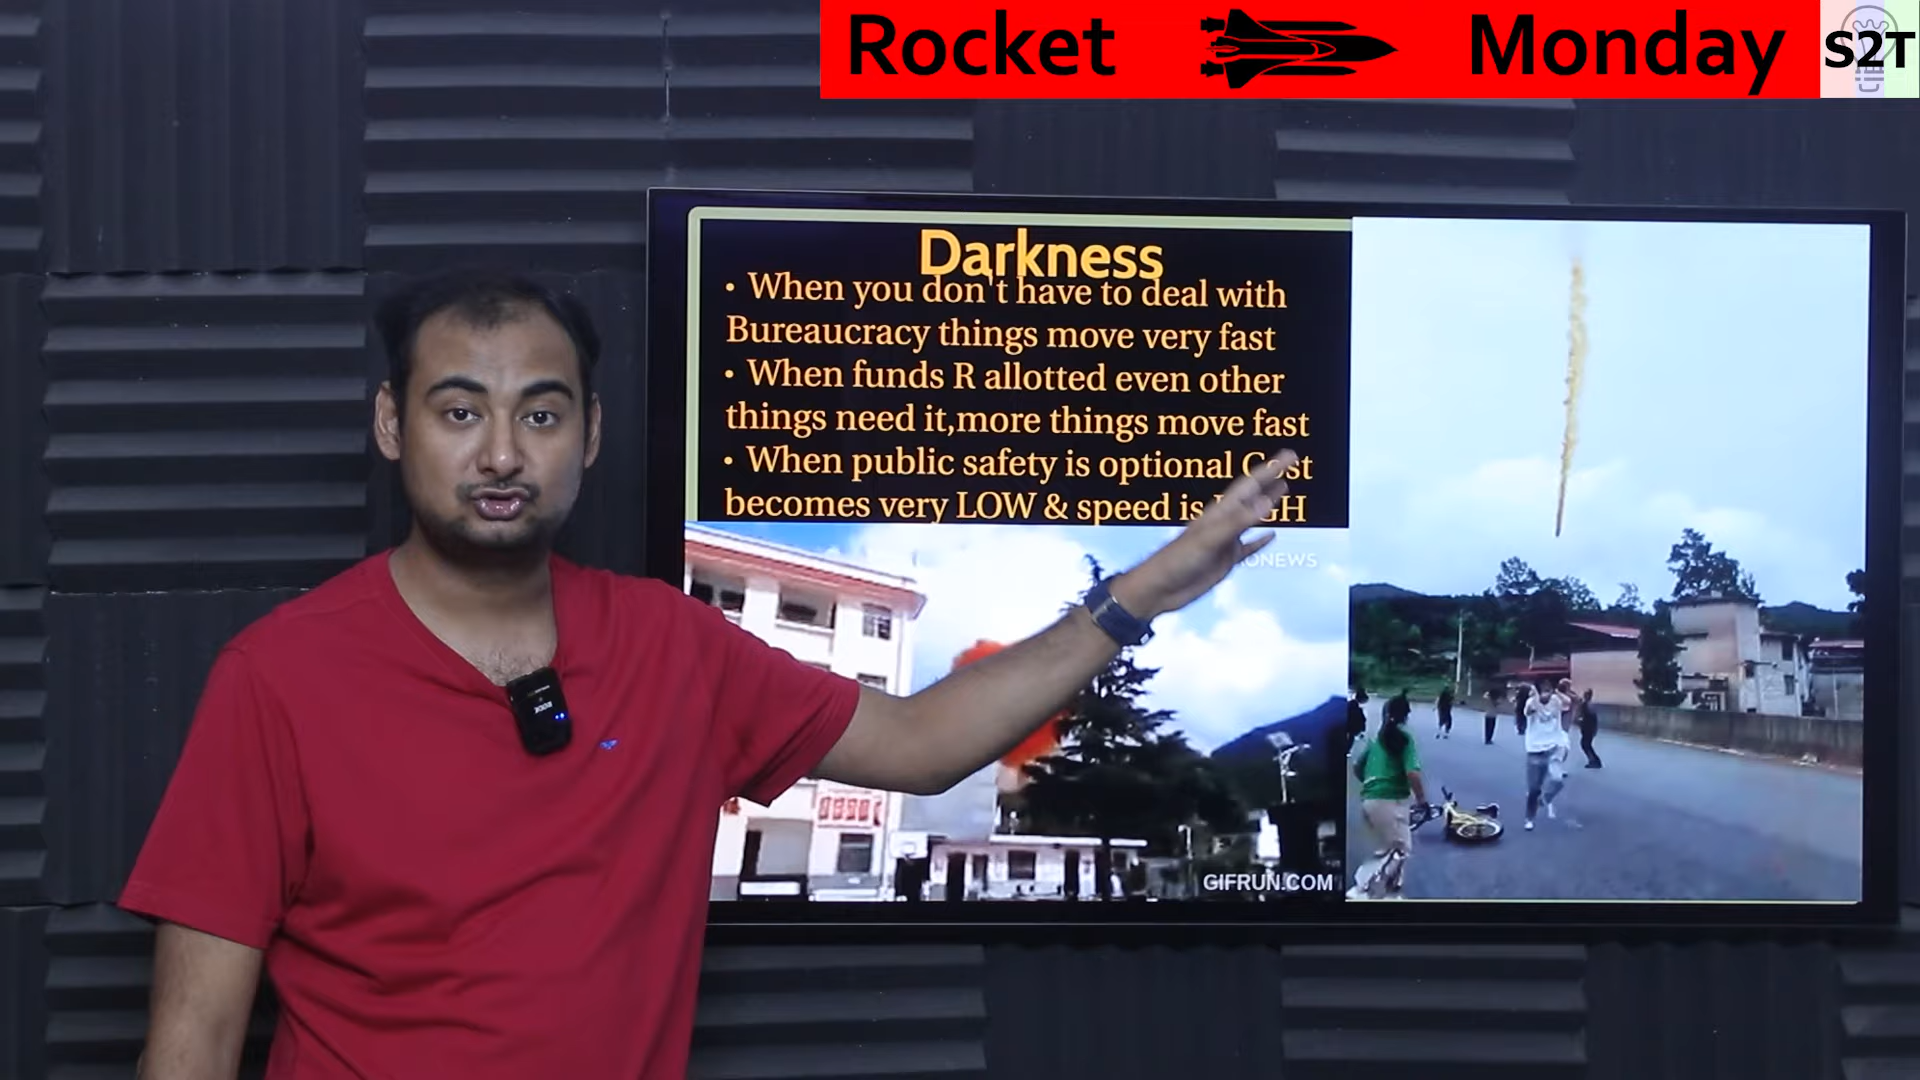 Rocket Monday
S2T
Darkness
• When you don't have to deal with
Bureaucracy things move very fast
• When funds R allotted even other
things need it,more things move fast
• When public safety is optional Cost
becomes very LOW & speed is
GIFRUN.COM
RODE